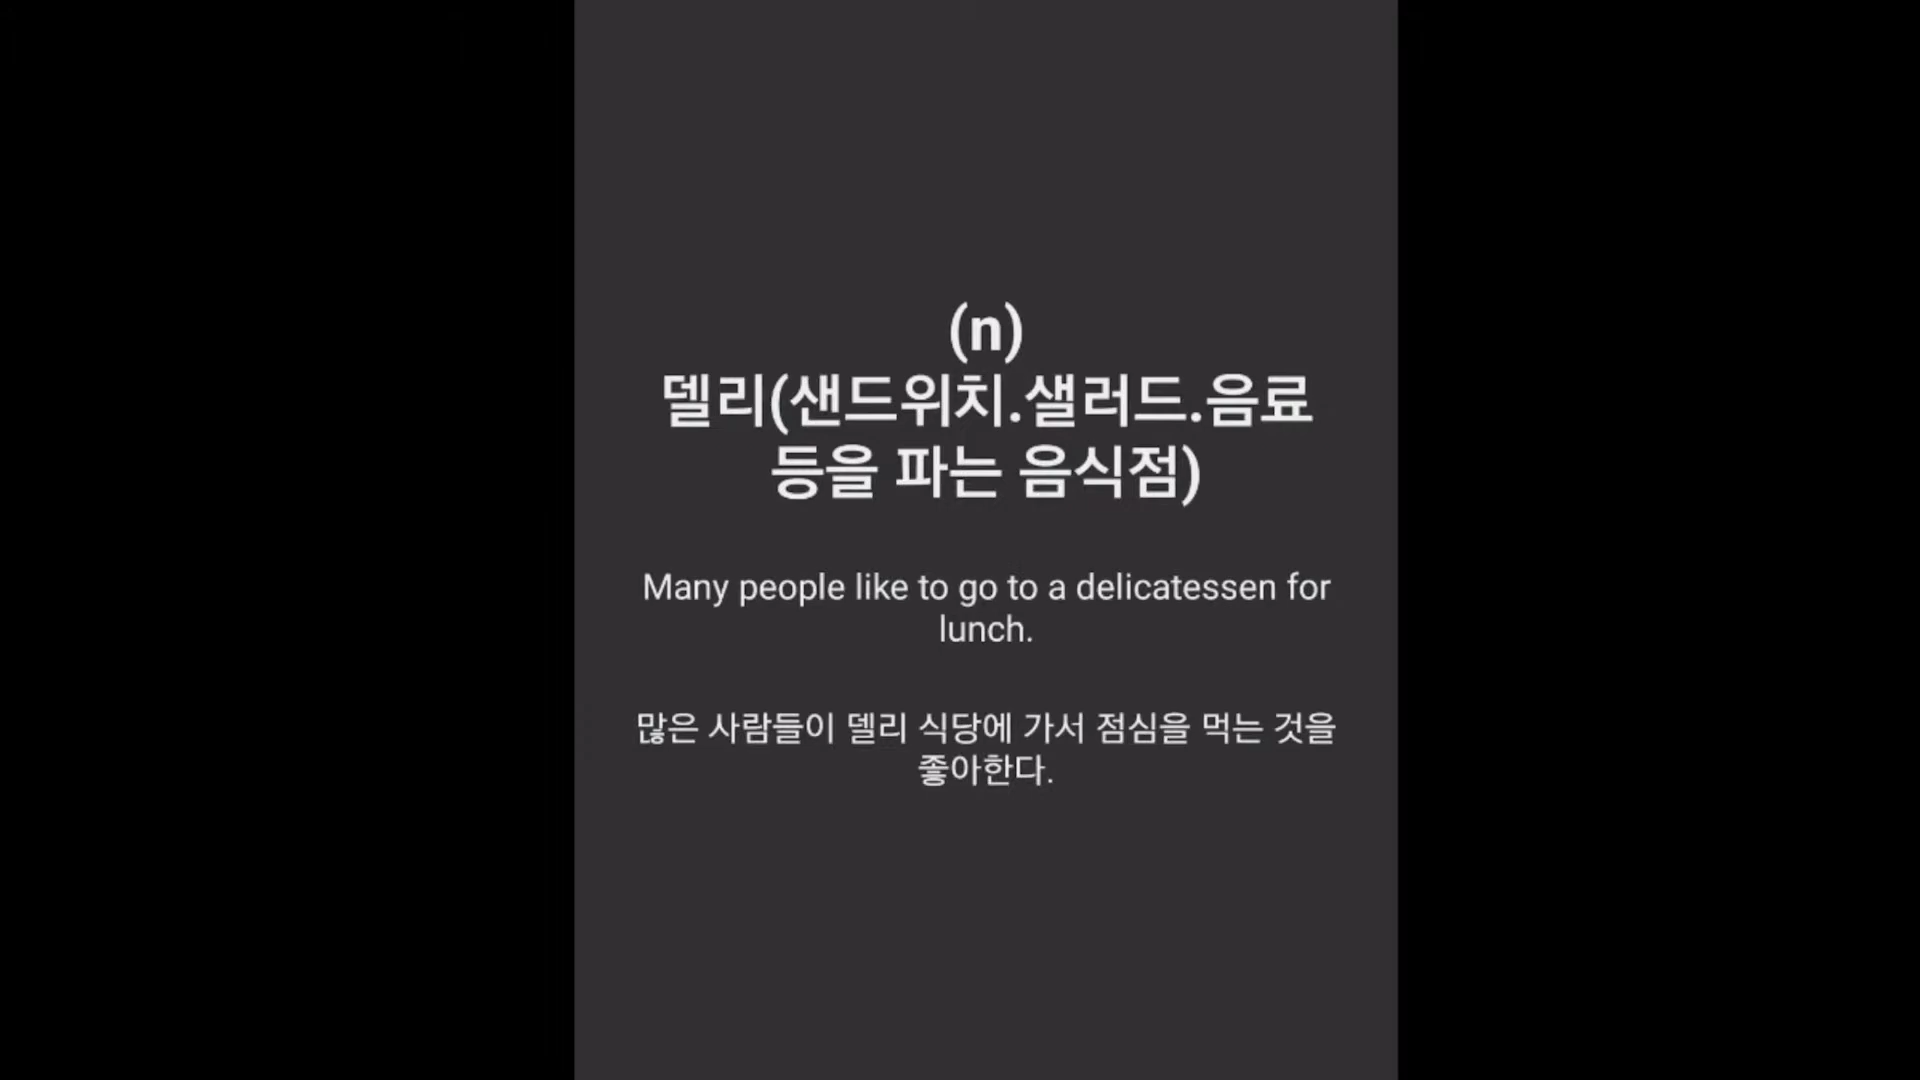 (n)
델리(샌드위치.샐러드.음료
등을 파는 음식점)
Many people like to go to a delicatessen for
lunch.
많은 사람들이 델리 식당에 가서 점심을 먹는 것을
좋아한다.